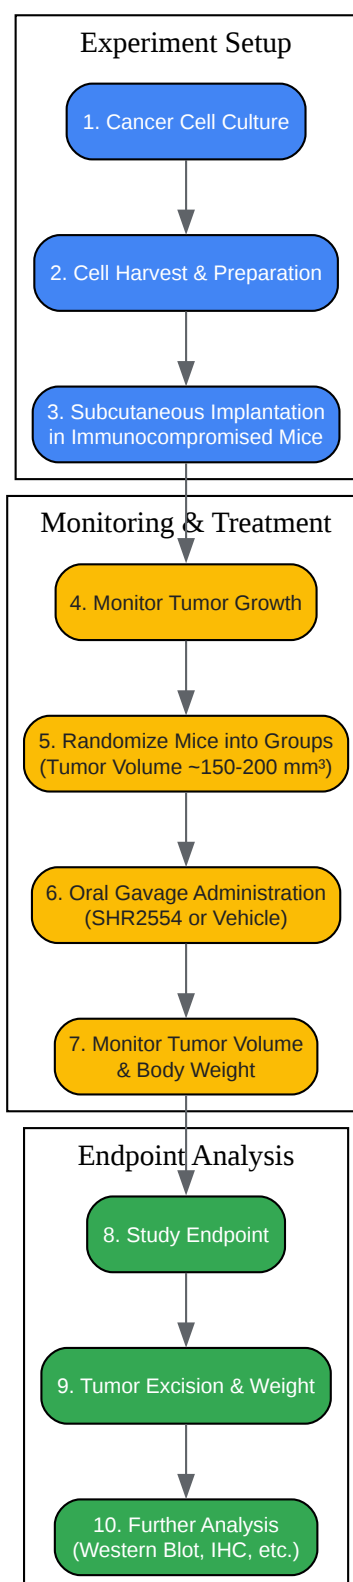 Experiment Setup
1. Cancer Cell Culture
2. Cell Harvest & Preparation
3. Subcutaneous Implantation
in Immunocompromised Mice
Monitoring & Treatment
4. Monitor Tumor Growth
5. Randomize Mice into Groups
(Tumor Volume ~150-200 mm³)
6. Oral Gavage Administration
(SHR2554 or Vehicle)
7. Monitor Tumor Volume
& Body Weight
Endpoint Analysis
8. Study Endpoint
9. Tumor Excision & Weight
10. Further Analysis
(Western Blot, IHC, etc.)